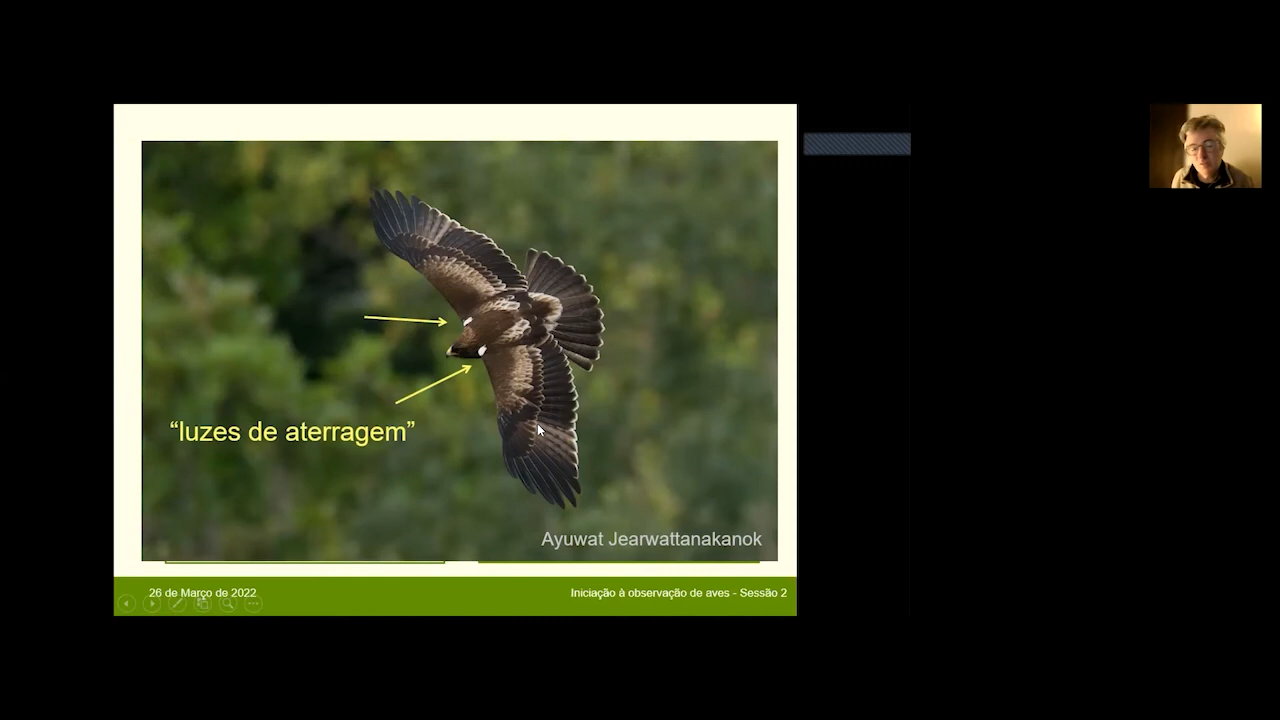 “luzes de aterragem”
Ayuwat Jearwattanakanok
26 de Março de 2022
Iniciação à observação de aves - Sessão 2